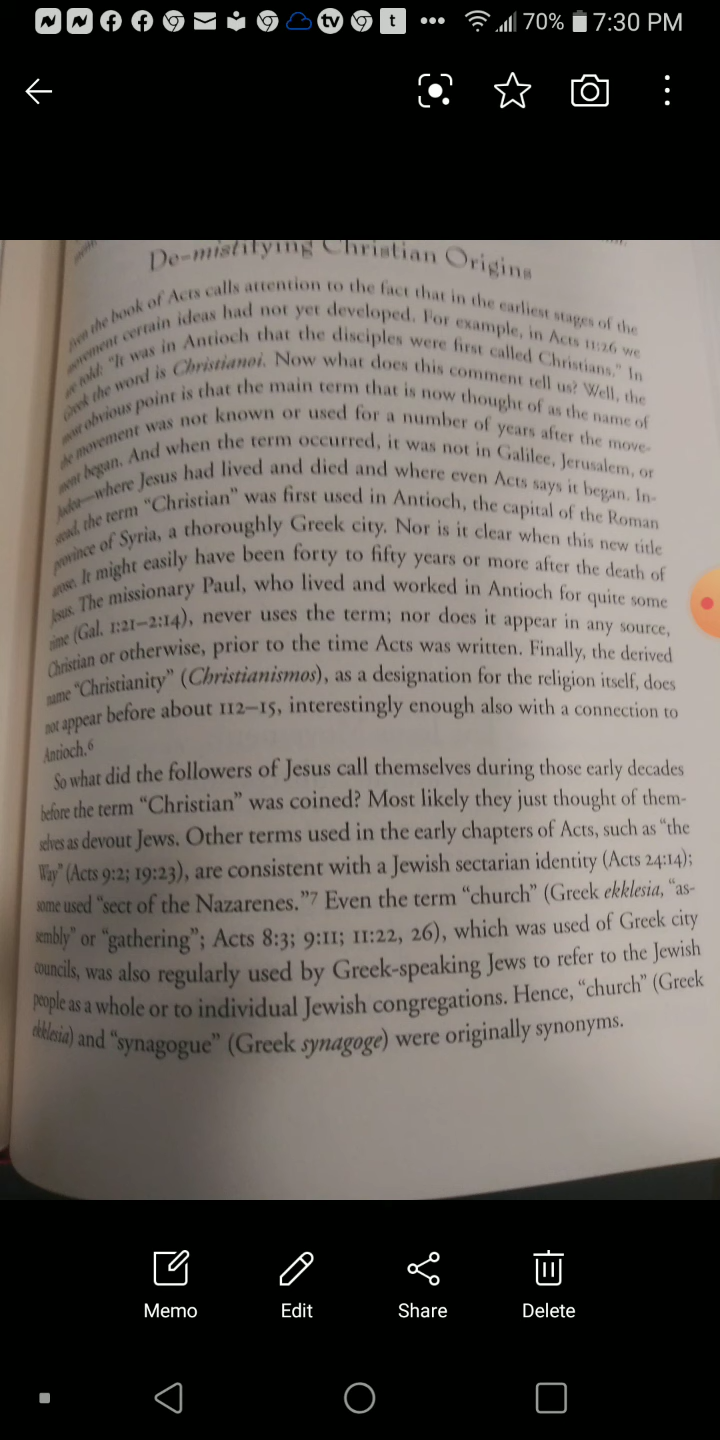 tv
t
70%
7:30 PM
De-mistifying Christian Origins
Even the book of Acts calls attention to the fact that in the earliest stages of the
movement certain ideas had not yet developed. For example, in Acts 11:26 we
are told: "It was in Antioch that the disciples were first called Christians." In
Greek the word is Christianoi. Now what does this comment tell us? Well, the
most obvious point is that the main term that is now thought of as the name of
the movement was not known or used for a number of years after the move-
ment began. And when the term occurred, it was not in Galilee, Jerusalem, or
Judea—where Jesus had lived and died and where even Acts says it began. In-
stead, the term "Christian" was first used in Antioch, the capital of the Roman
province of Syria, a thoroughly Greek city. Nor is it clear when this new title
arose. It might easily have been forty to fifty years or more after the death of
Jesus. The missionary Paul, who lived and worked in Antioch for quite some
time (Gal. 1:21–2:14), never uses the term; nor does it appear in any source,
Christian or otherwise, prior to the time Acts was written. Finally, the derived
name "Christianity" (Christianismos), as a designation for the religion itself, does
not appear before about 112–15, interestingly enough also with a connection to
Antioch.6
So what did the followers of Jesus call themselves during those early decades
before the term "Christian" was coined? Most likely they just thought of them-
selves as devout Jews. Other terms used in the early chapters of Acts, such as "the
Way" (Acts 9:2; 19:23), are consistent with a Jewish sectarian identity (Acts 24:14);
some used "sect of the Nazarenes."7 Even the term "church" (Greek ekklesia, "as-
sembly" or "gathering"; Acts 8:3; 9:11; 11:22, 26), which was used of Greek city
councils, was also regularly used by Greek-speaking Jews to refer to the Jewish
people as a whole or to individual Jewish congregations. Hence, "church" (Greek
ekklesia) and "synagogue" (Greek synagoge) were originally synonyms.
Memo
Edit
Share
Delete